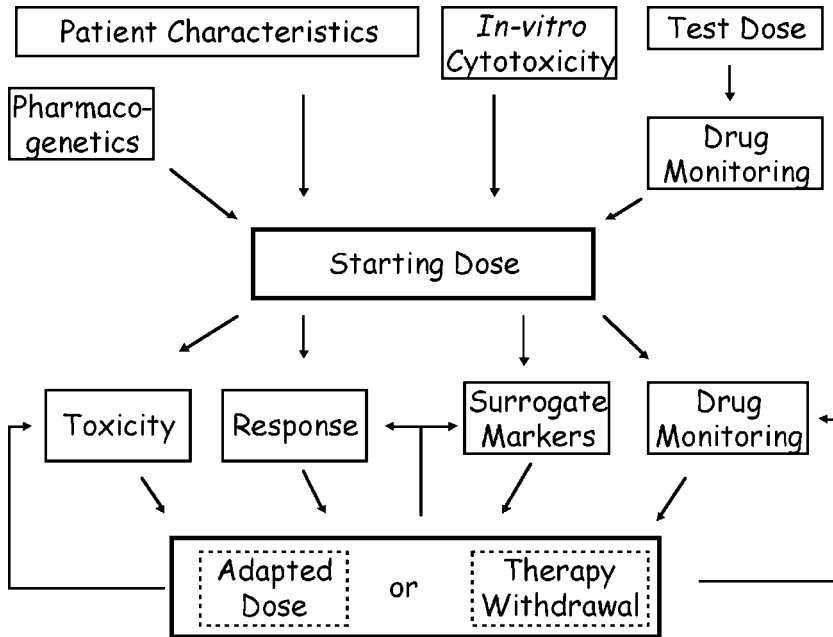 Patient Characteristics
In-vitro
Cytotoxicity
Test Dose
Pharmaco-
genetics
Drug
Monitoring
Starting Dose
Toxicity
Response
Surrogate
Markers
Drug
Monitoring
Adapted
Dose
or
Therapy
Withdrawal